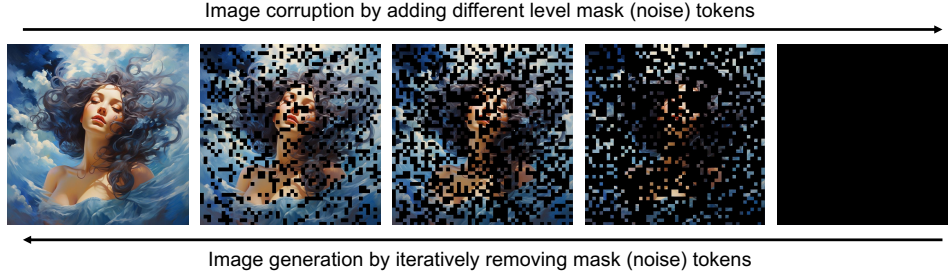 Image corruption by adding different level mask (noise) tokens
Image generation by iteratively removing mask (noise) tokens